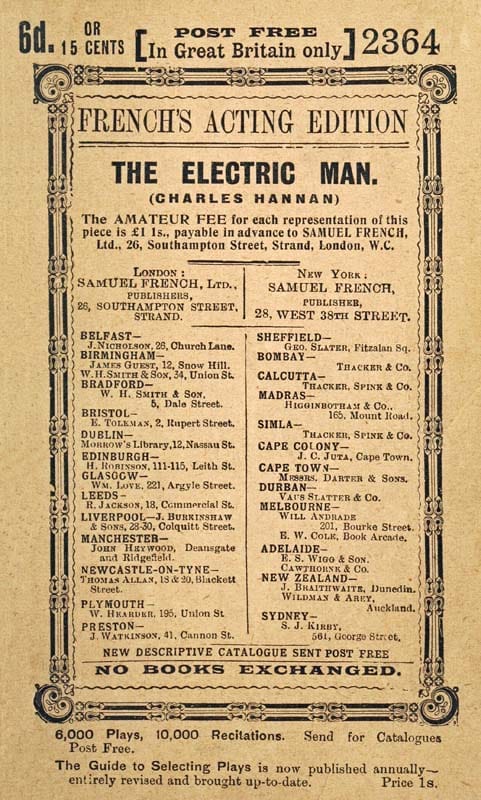 6d. OR 15 CENTS [POST FREE In Great Britain only] 2364
FRENCH'S ACTING EDITION
THE ELECTRIC MAN.
(CHARLES HANNAN)
The AMATEUR FEE for each representation of this
piece is £1 1s., payable in advance to SAMUEL FRENCH,
Ltd., 26, Southampton Street, Strand, London, W.C.
LONDON:
SAMUEL FRENCH, LTD.,
PUBLISHERS,
26, SOUTHAMPTON STREET,
STRAND.
NEW YORK:
SAMUEL FRENCH,
PUBLISHER,
28, WEST 38TH STREET.
BELFAST—
J. NICHOLSON, 26, Church Lane.
BIRMINGHAM—
JAMES GUEST, 12, Snow Hill.
W. H. SMITH & SON, 34, Union St.
BRADFORD—
W. H. SMITH & SON,
5, Dale Street.
BRISTOL—
E. TOLKMAN, 2, Rupert Street.
DUBLIN—
MORROW'S Library, 12, Nassau St.
EDINBURGH—
H. ROBINSON, 111-115, Leith St.
GLASGOW—
WM. LOVE, 221, Argyle Street.
LEEDS—
R. JACKSON, 18, Commercial St.
LIVERPOOL—J. BURKINSHAW
& SONS, 28-30, Colquitt Street.
MANCHESTER—
JOHN HEYWOOD, Deansgate
and Ridgefield.
NEWCASTLE-ON-TYNE—
THOMAS ALLAN, 18 & 20, Blackett
Street.
PLYMOUTH—
W. HEARDER, 195, Union St
PRESTON—
J. WATKINSON, 41, Cannon St.
SHEFFIELD—
GEO. SLATER, Fitzalan Sq.
BOMBAY—
THACKER & Co.
CALCUTTA—
THACKER, SPINK & Co.
MADRAS—
HIGGINBOTHAM & Co.,
165, Mount Road.
SIMLA—
THACKER, SPINK & Co.
CAPE COLONY—
J. C. JUTA, Cape Town.
CAPE TOWN—
MESSRS. DARTER & SONS.
DURBAN—
VAUS SLATTER & Co.
MELBOURNE—
WILL ANDRADE
201, Bourke Street.
E. W. COLE, Book Arcade.
ADELAIDE—
E. S. WIGG & SON.
CAWTHORNE & Co.
NEW ZEALAND—
J. BRAITHWAITE, Dunedin.
WILDMAN & AREY,
Auckland.
SYDNEY—
S. J. KIRBY,
561, George Street.
NEW DESCRIPTIVE CATALOGUE SENT POST FREE
NO BOOKS EXCHANGED.
6,000 Plays, 10,000 Recitations. Send for Catalogues
Post Free.
The Guide to Selecting Plays is now published annually—
entirely revised and brought up-to-date. Price 1s.